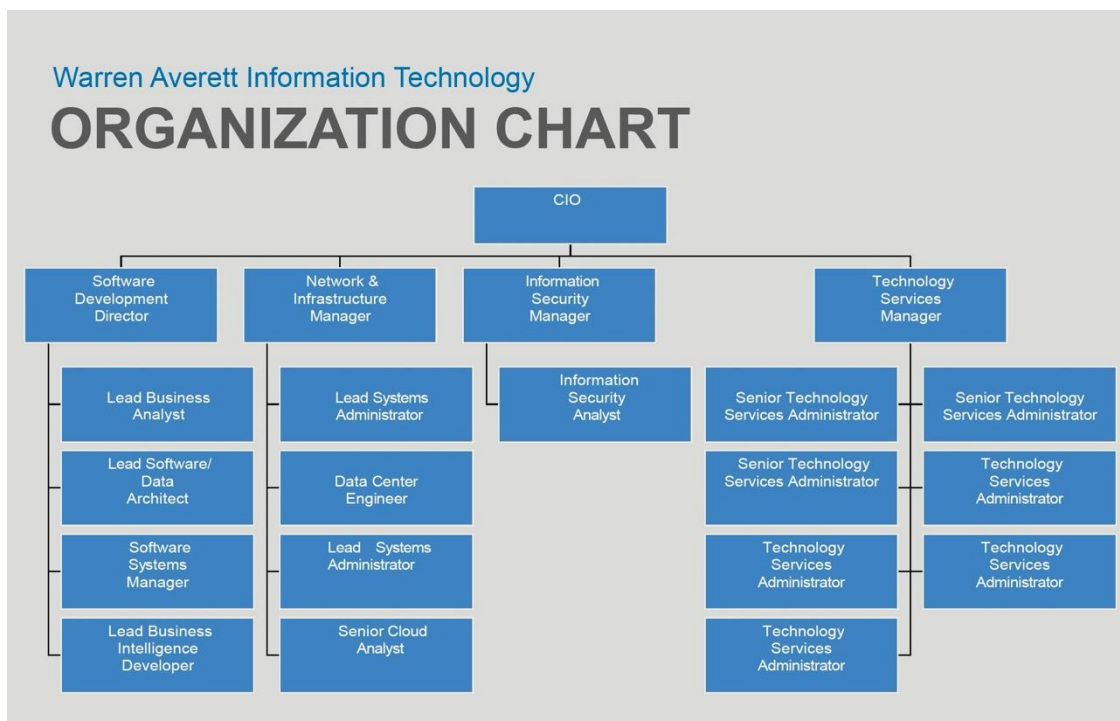 Warren Averett Information Technology
ORGANIZATION CHART
CIO
Software
Development
Director
Network &
Infrastructure
Manager
Information
Security
Manager
Technology
Services
Manager
Lead Business
Analyst
Lead Software/
Data
Architect
Software
Systems
Manager
Lead Business
Intelligence
Developer
Lead Systems
Administrator
Data Center
Engineer
Lead Systems
Administrator
Senior Cloud
Analyst
Information
Security
Analyst
Senior Technology
Services Administrator
Senior Technology
Services Administrator
Technology
Services
Administrator
Technology
Services
Administrator
Senior Technology
Services Administrator
Technology
Services
Administrator
Technology
Services
Administrator